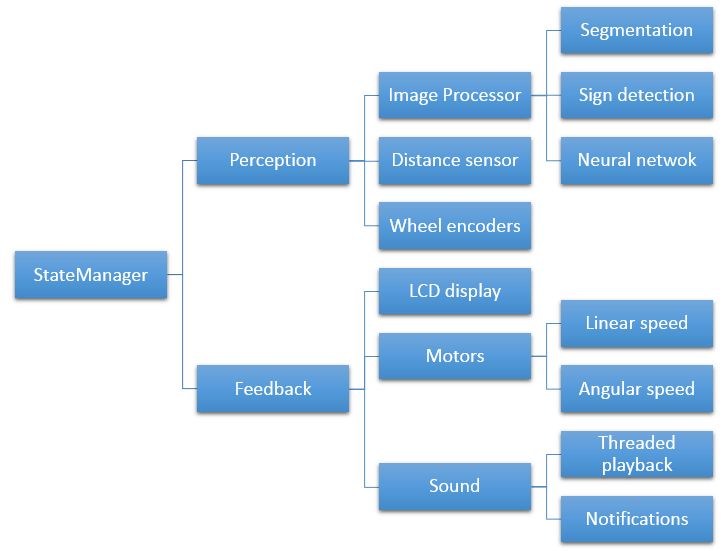 StateManager
Perception
Image Processor
Segmentation
Sign detection
Neural netwok
Distance sensor
Wheel encoders
Feedback
LCD display
Motors
Linear speed
Angular speed
Sound
Threaded
playback
Notifications